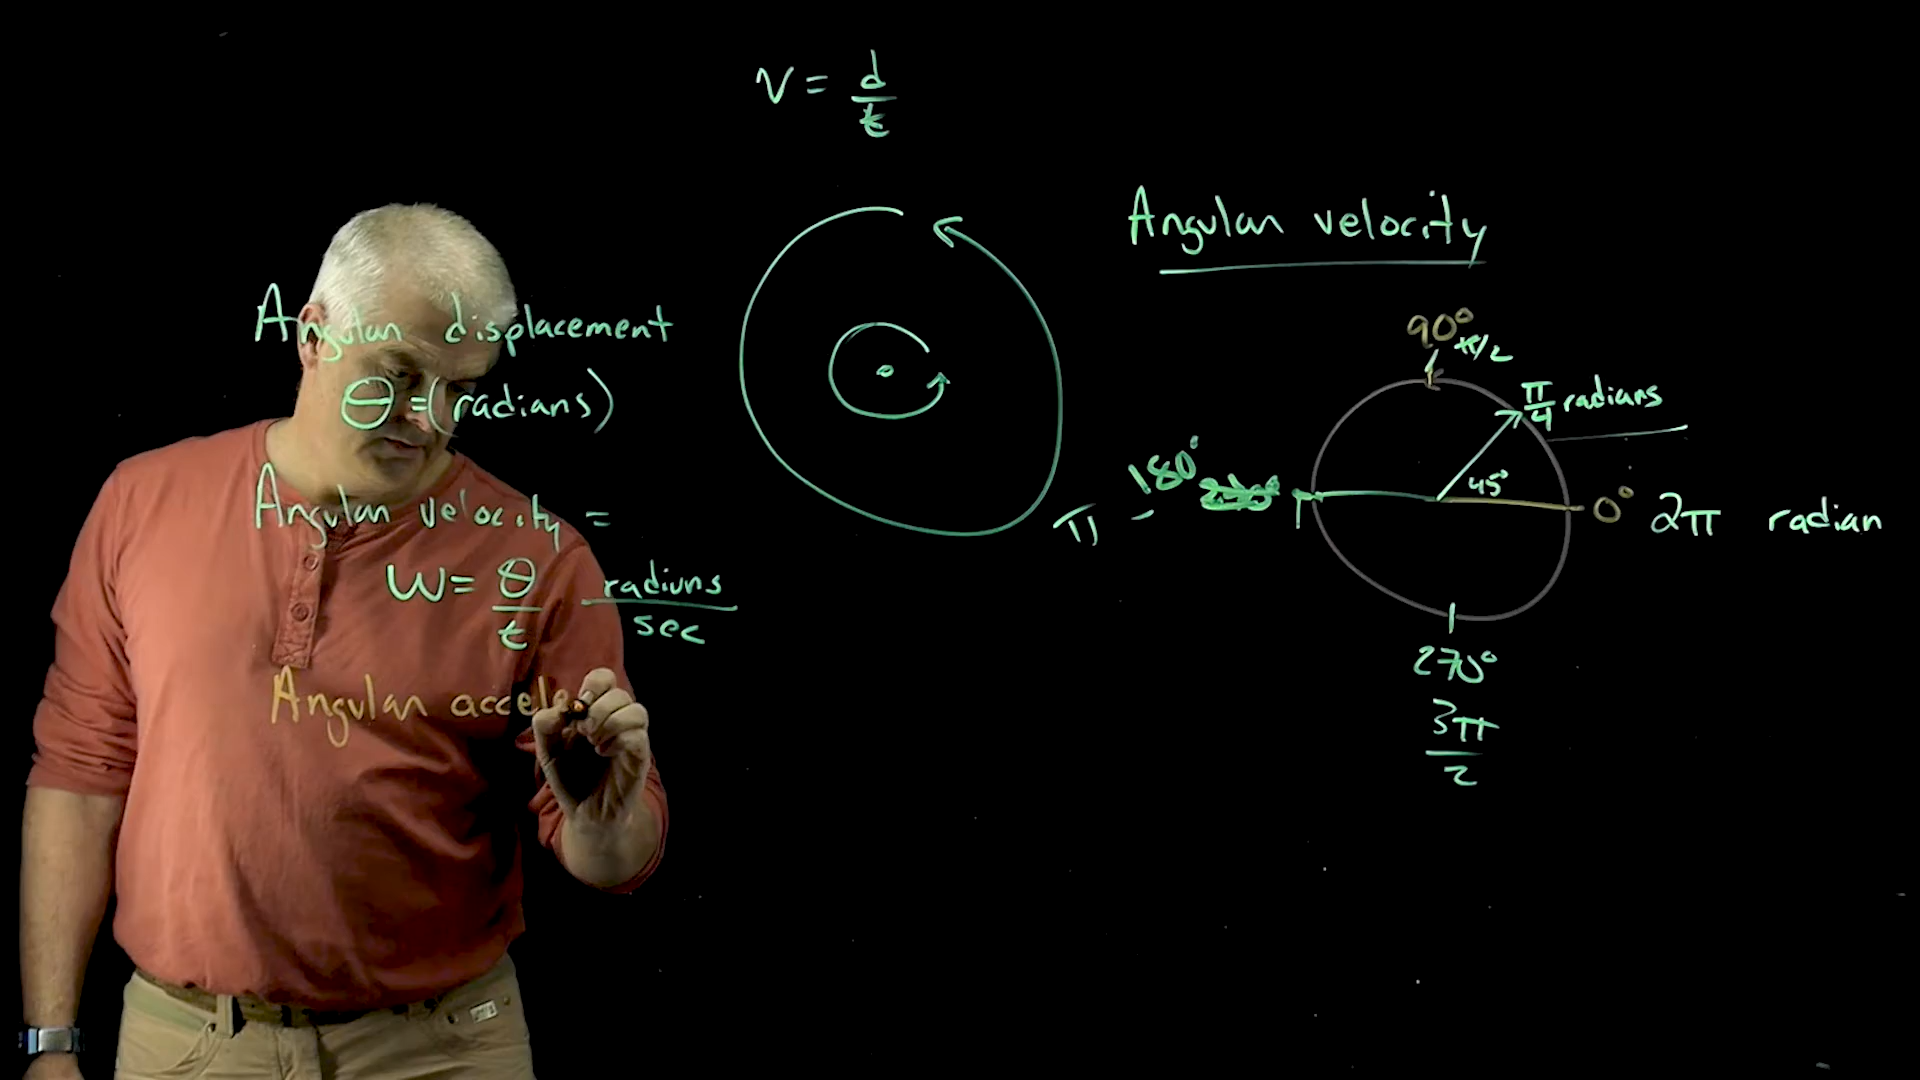 v = d/t
Angular velocity
Angular displacement
θ = (radians)
Angular velocity =
W = θ/t radians/sec
Angular accele
90°
π/2
π/4 radians
45°
π - 180°
0° 2π radian
270°
3π/2